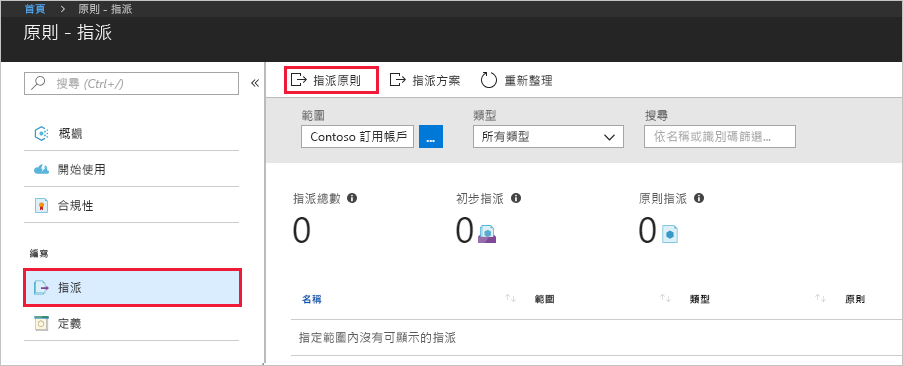 首頁 > 原則 - 指派
原則 - 指派
搜尋 (Ctrl+/)
«
概觀
開始使用
合規性
編寫
指派
定義
指派原則 指派方案 重新整理
範圍 類型 搜尋
Contoso 訂用帳戶 ... 所有類型 依名稱或識別碼篩選...
指派總數 初步指派 原則指派
0 0 0
名稱 範圍 類型 原則
指定範圍內沒有可顯示的指派